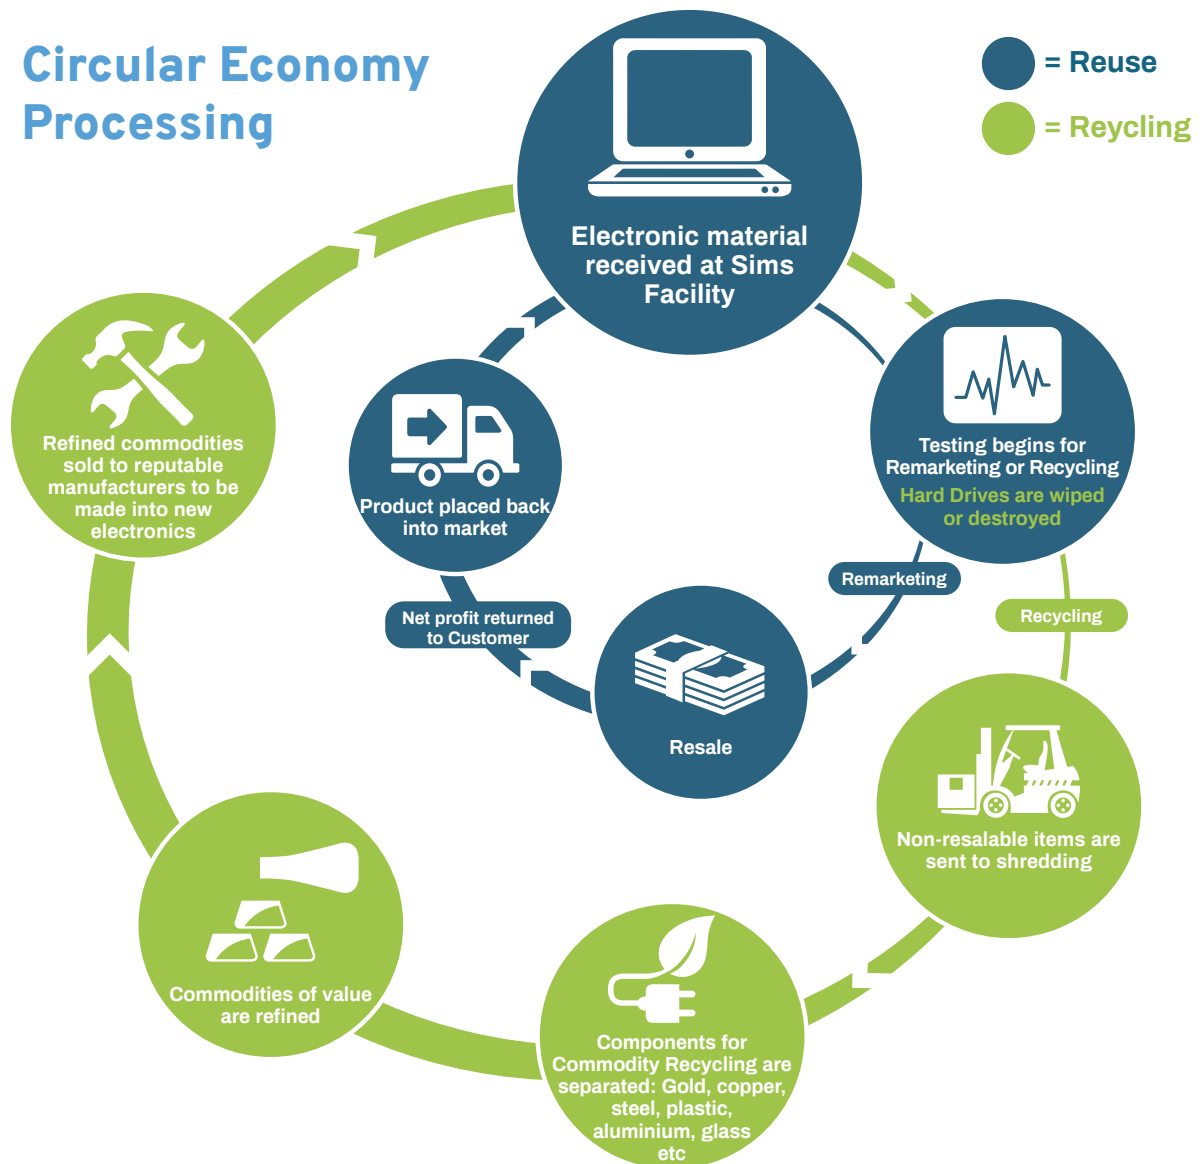 Circular Economy
Processing
= Reuse
= Reycling
Electronic material
received at Sims
Facility
Testing begins for
Remarketing or Recycling
Hard Drives are wiped
or destroyed
Refined commodities
sold to reputable
manufacturers to be
made into new
electronics
Product placed back
into market
Remarketing
Net profit returned
to Customer
Recycling
Resale
Non-resalable items are
sent to shredding
Commodities of value
are refined
Components for
Commodity Recycling are
separated: Gold, copper,
steel, plastic,
aluminium, glass
etc